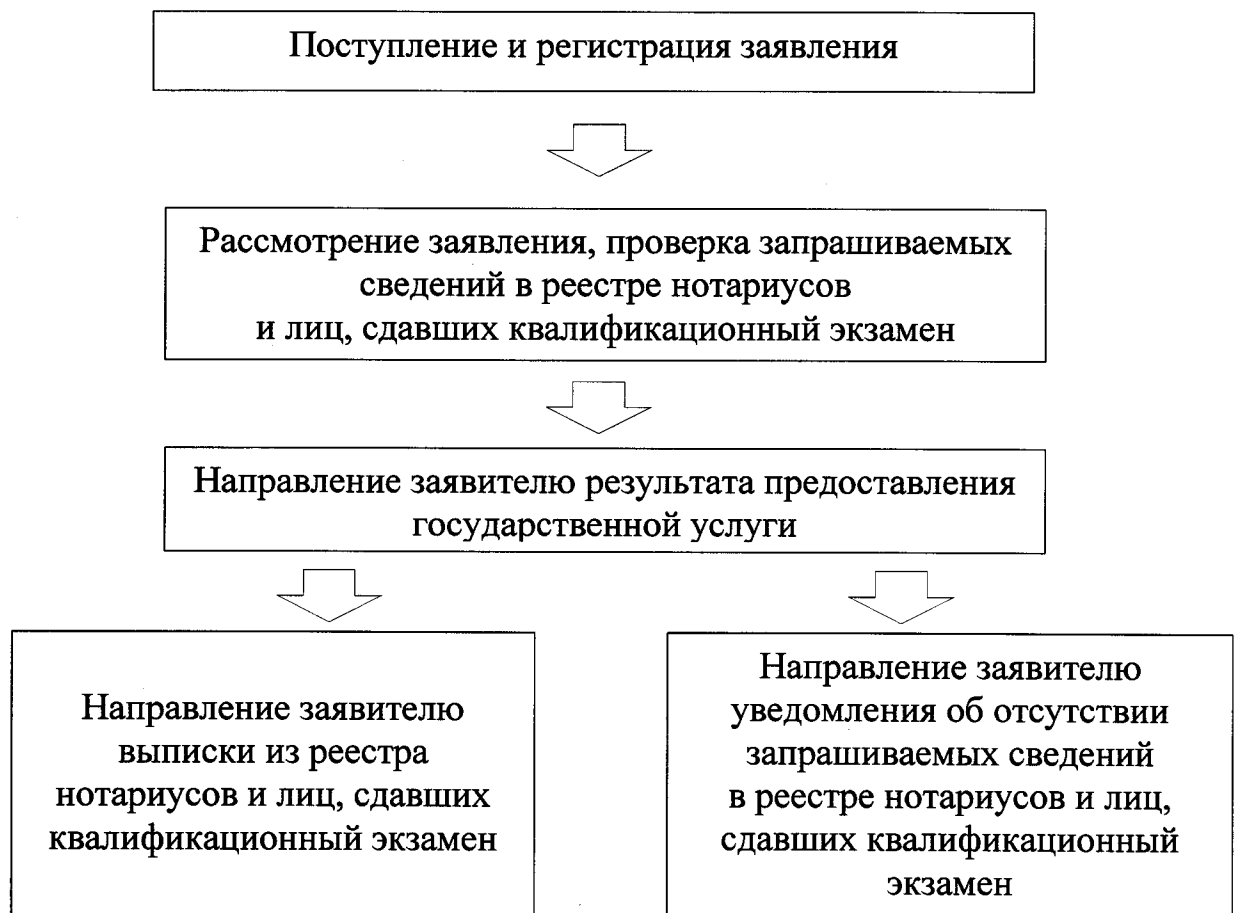 Поступление и регистрация заявления
Рассмотрение заявления, проверка запрашиваемых
сведений в реестре нотариусов
и лиц, сдавших квалификационный экзамен
Направление заявителю результата предоставления
государственной услуги
Направление заявителю
выписки из реестра
нотариусов и лиц, сдавших
квалификационный экзамен
Направление заявителю
уведомления об отсутствии
запрашиваемых сведений
в реестре нотариусов и лиц,
сдавших квалификационный
экзамен